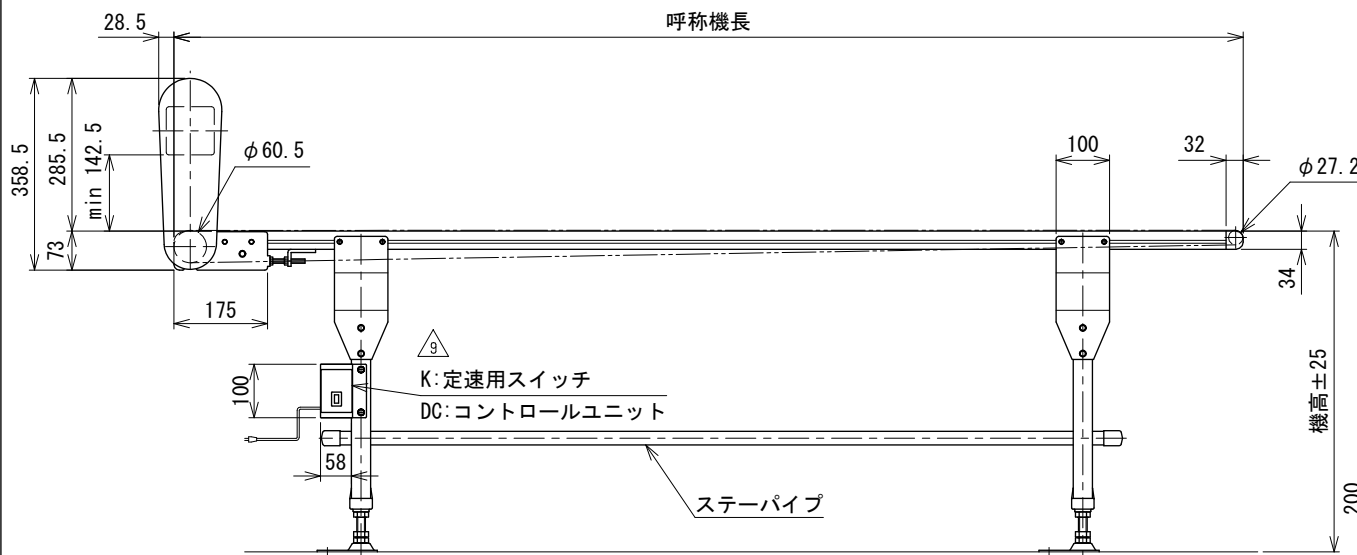 28.5
呼称機長
358.5
285.5
min 142.5
φ60.5
100
32
φ27.2
73
34
175
9
K:定速用スイッチ
DC:コントロールユニット
100
機高±25
58
ステーパイプ
200